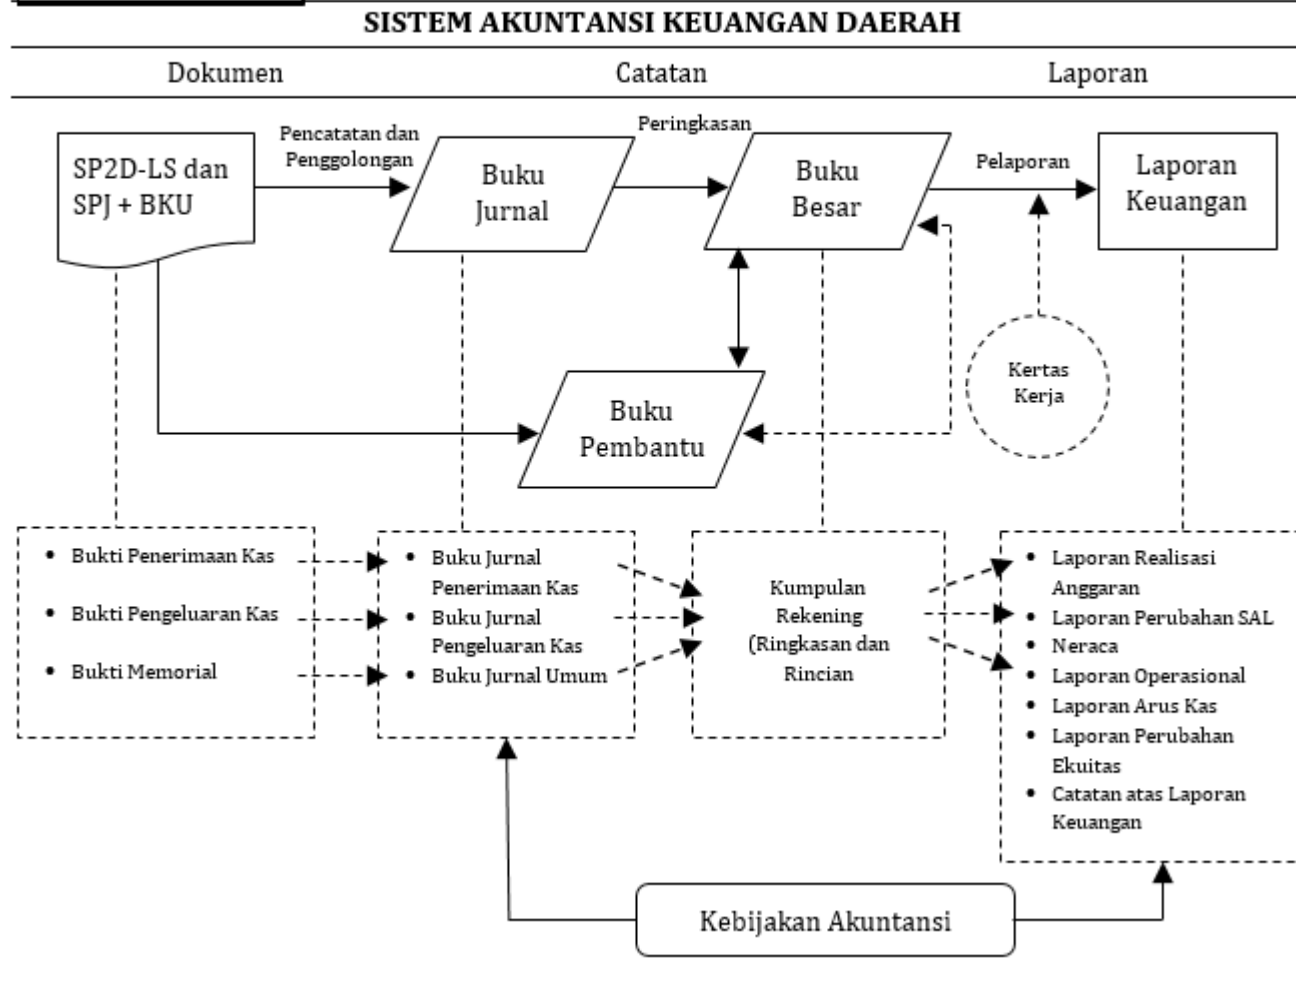 SISTEM AKUNTANSI KEUANGAN DAERAH
Dokumen
Catatan
Laporan
SP2D-LS dan
SPJ + BKU
Pencatatan dan
Penggolongan
Buku
Jurnal
Peringkasan
Buku
Besar
Pelaporan
Laporan
Keuangan
Buku
Pembantu
Kertas
Kerja
• Bukti Penerimaan Kas
• Bukti Pengeluaran Kas
• Bukti Memorial
• Buku Jurnal
Penerimaan Kas
• Buku Jurnal
Pengeluaran Kas
• Buku Jurnal Umum
Kumpulan
Rekening
(Ringkasan dan
Rincian
• Laporan Realisasi
Anggaran
• Laporan Perubahan SAL
• Neraca
• Laporan Operasional
• Laporan Arus Kas
• Laporan Perubahan
Ekuitas
• Catatan atas Laporan
Keuangan
Kebijakan Akuntansi